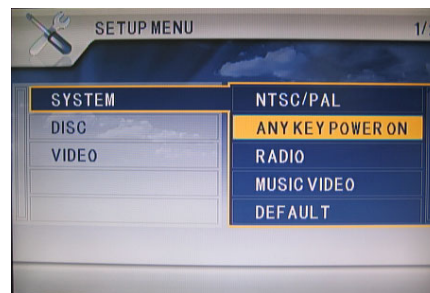 SETUP MENU
1/
SYSTEM
DISC
VIDEO
NTSC/PAL
ANY KEY POWER ON
RADIO
MUSIC VIDEO
DEFAULT